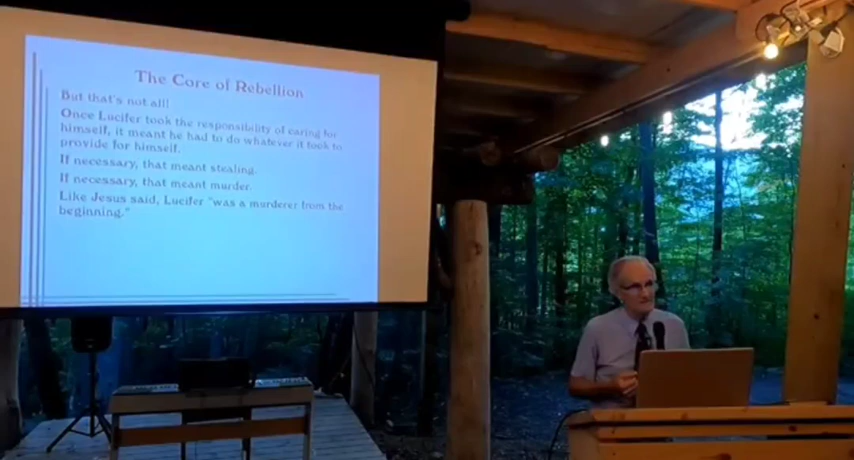 The Core of Rebellion
But that's not all!
Once Lucifer took the responsibility of caring for
himself, it meant he had to do whatever it took to
provide for himself.
If necessary, that meant stealing.
If necessary, that meant murder.
Like Jesus said, Lucifer "was a murderer from the
beginning."